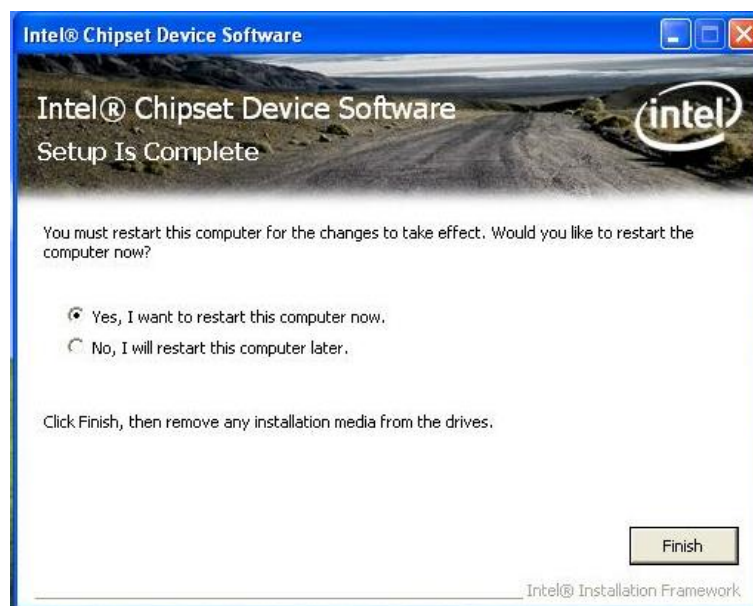 Intel® Chipset Device Software
Intel® Chipset Device Software
Setup Is Complete
intel
You must restart this computer for the changes to take effect. Would you like to restart the
computer now?
Yes, I want to restart this computer now.
No, I will restart this computer later.
Click Finish, then remove any installation media from the drives.
Finish
Intel® Installation Framework